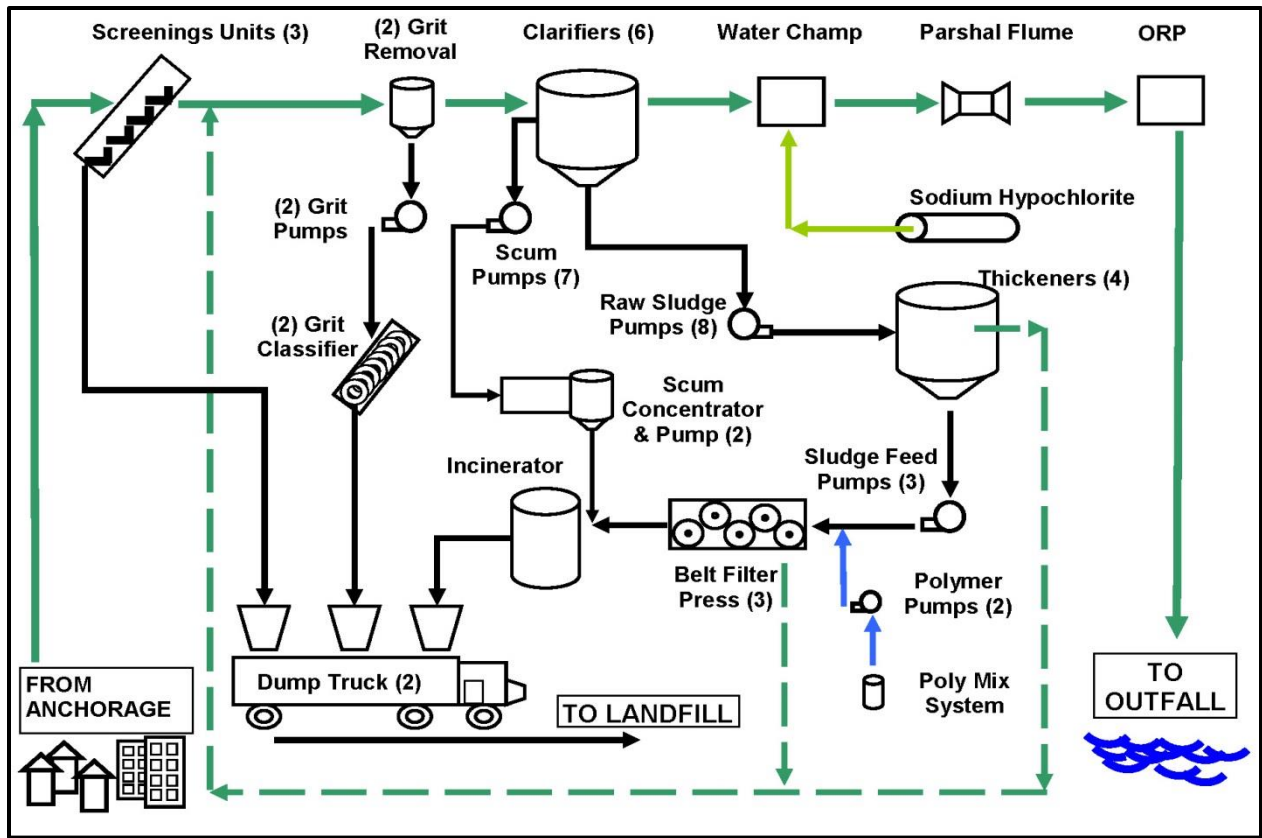 Screenings Units (3)
(2) Grit
Removal
Clarifiers (6)
Water Champ
Parshal Flume
ORP
(2) Grit
Pumps
Scum
Pumps (7)
Sodium Hypochlorite
Raw Sludge
Pumps (8)
Thickeners (4)
(2) Grit
Classifier
Scum
Concentrator
& Pump (2)
Incinerator
Sludge Feed
Pumps (3)
Belt Filter
Press (3)
Polymer
Pumps (2)
Poly Mix
System
FROM
ANCHORAGE
Dump Truck (2)
TO LANDFILL
TO
OUTFALL